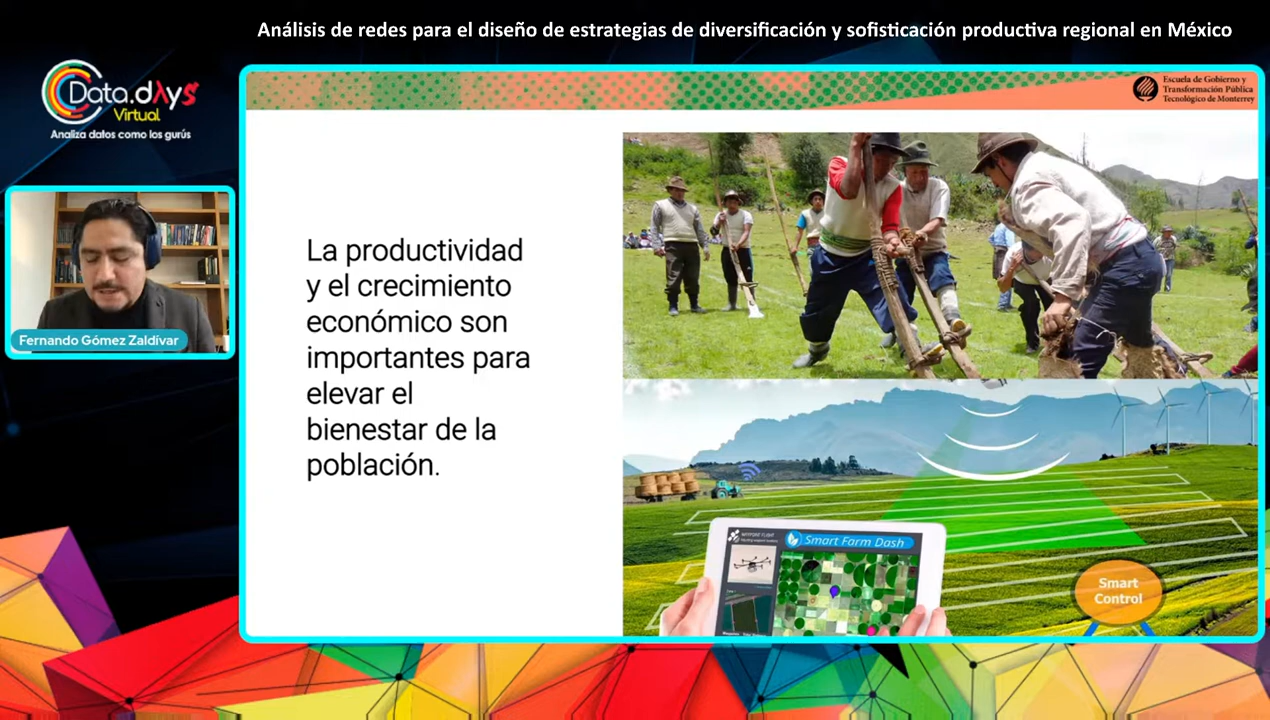 Análisis de redes para el diseño de estrategias de diversificación y sofisticación productiva regional en México
Data.dAys
Virtual
Analiza datos como los gurús
Escuela de Gobierno y
Transformación Pública
Tecnológico de Monterrey
Fernando Gómez Zaldívar
La productividad
y el crecimiento
económico son
importantes para
elevar el
bienestar de la
población.
WAYPOINT FLIGHT
Smart Farm Dash
Smart
Control